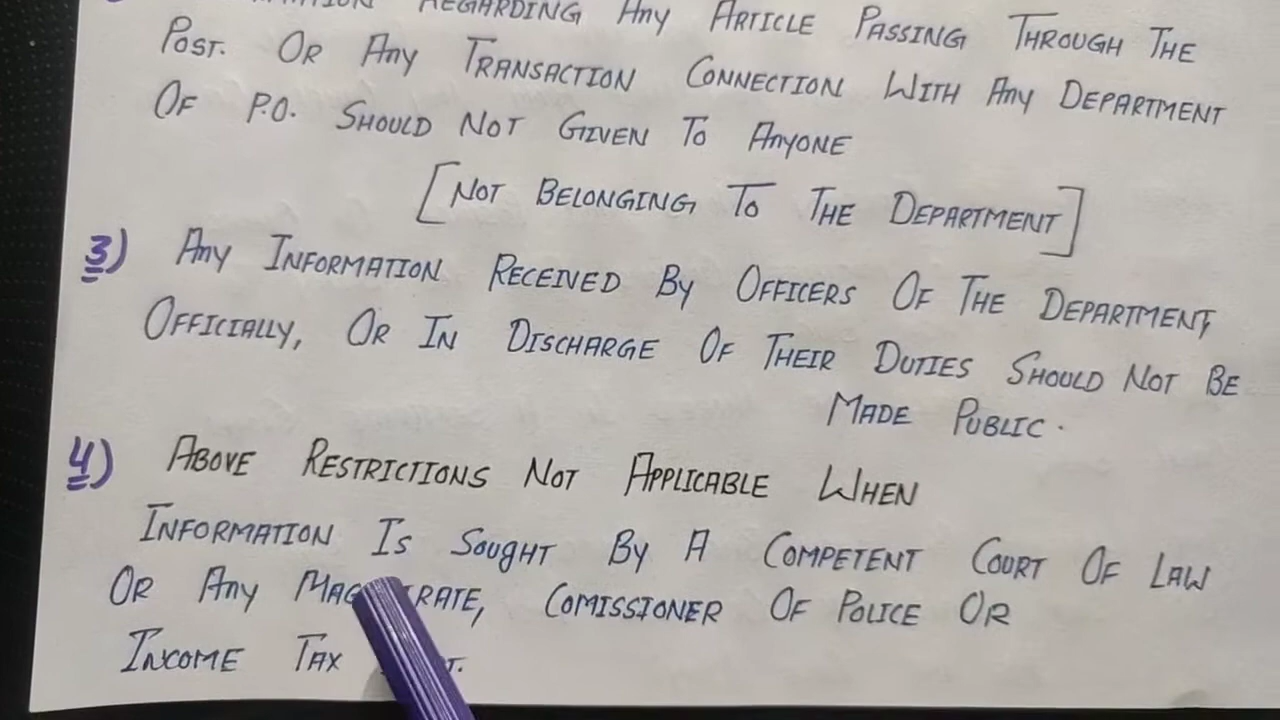 REGARDING ANY ARTICLE PASSING THROUGH THE
POST. OR ANY TRANSACTION CONNECTION WITH ANY DEPARTMENT
OF P.O. SHOULD NOT GIVEN TO ANYONE
[NOT BELONGING TO THE DEPARTMENT]
3) ANY INFORMATION RECEIVED BY OFFICERS OF THE DEPARTMENT,
OFFICIALLY, OR IN DISCHARGE OF THEIR DUTIES SHOULD NOT BE
MADE PUBLIC.
4) ABOVE RESTRICTIONS NOT APPLICABLE WHEN
INFORMATION IS SOUGHT BY A COMPETENT COURT OF LAW
OR ANY COMISSIONER OF POLICE OR
INCOME TAX